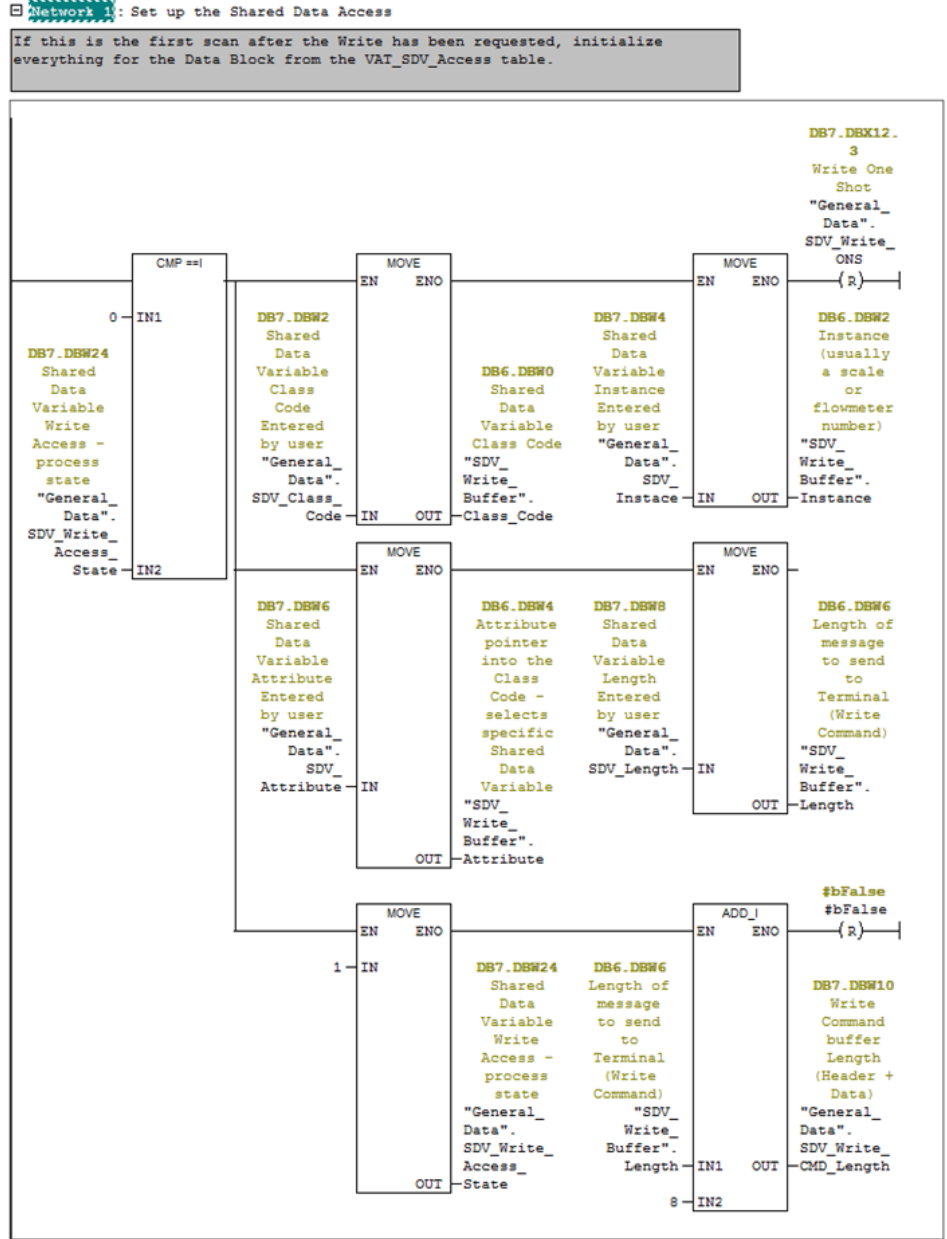 Network 1: Set up the Shared Data Access
If this is the first scan after the Write has been requested, initialize
everything for the Data Block from the VAT_SDV_Access table.
CMP ==I
0
IN1
DB7.DBW24
Shared
Data
Variable
Write
Access -
process
state
"General_
Data".
SDV_Write_
Access_
State
IN2
MOVE
EN ENO
DB7.DBW2
Shared
Data
Variable
Class
Code
Entered
by user
"General_
Data".
SDV_Class_
Code
IN OUT
DB6.DBW0
Shared
Data
Variable
Class Code
"SDV_
Write_
Buffer".
Class_Code
MOVE
EN ENO
DB7.DBW4
Shared
Data
Variable
Instance
Entered
by user
"General_
Data".
SDV_
Instace
IN OUT
DB6.DBW2
Instance
(usually
a scale
or
flowmeter
number)
"SDV_
Write_
Buffer".
Instance
DB7.DBX12.
3
Write One
Shot
"General_
Data".
SDV_Write_
ONS
(R)
MOVE
EN ENO
DB7.DBW6
Shared
Data
Variable
Attribute
Entered
by user
"General_
Data".
SDV_
Attribute
IN
OUT
DB6.DBW4
Attribute
pointer
into the
Class
Code -
selects
specific
Shared
Data
Variable
"SDV_
Write_
Buffer".
Attribute
MOVE
EN ENO
DB7.DBW8
Shared
Data
Variable
Length
Entered
by user
"General_
Data".
SDV_Length
IN
OUT
DB6.DBW6
Length of
message
to send
to
Terminal
(Write
Command)
"SDV_
Write_
Buffer".
Length
MOVE
EN ENO
1
IN
OUT
DB7.DBW24
Shared
Data
Variable
Write
Access -
process
state
"General_
Data".
SDV_Write_
Access_
State
ADD_I
EN ENO
DB6.DBW6
Length of
message
to send
to
Terminal
(Write
Command)
"SDV_
Write_
Buffer".
Length
IN1 OUT
8
IN2
#bFalse
#bFalse
(R)
DB7.DBW10
Write
Command
buffer
Length
(Header +
Data)
"General_
Data".
SDV_Write_
CMD_Length